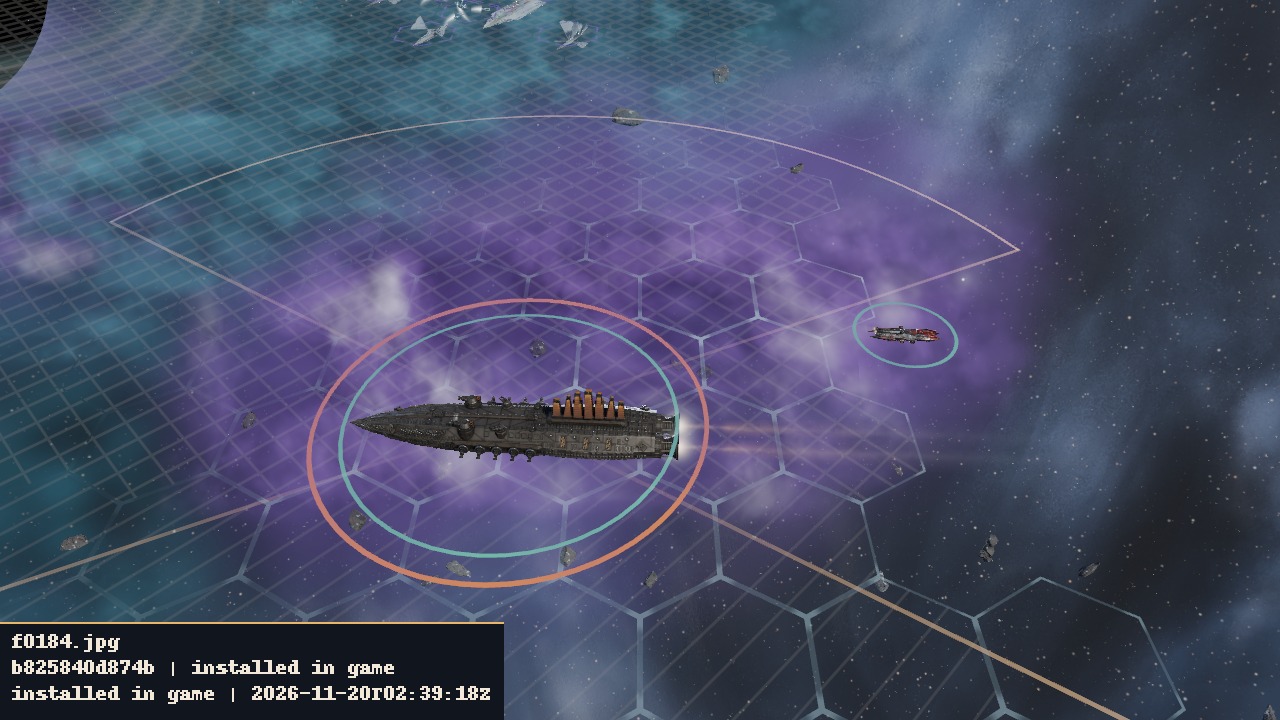 f0184.jpg
b825840d874b | installed in game
installed in game | 2026-11-20T02:39:18Z